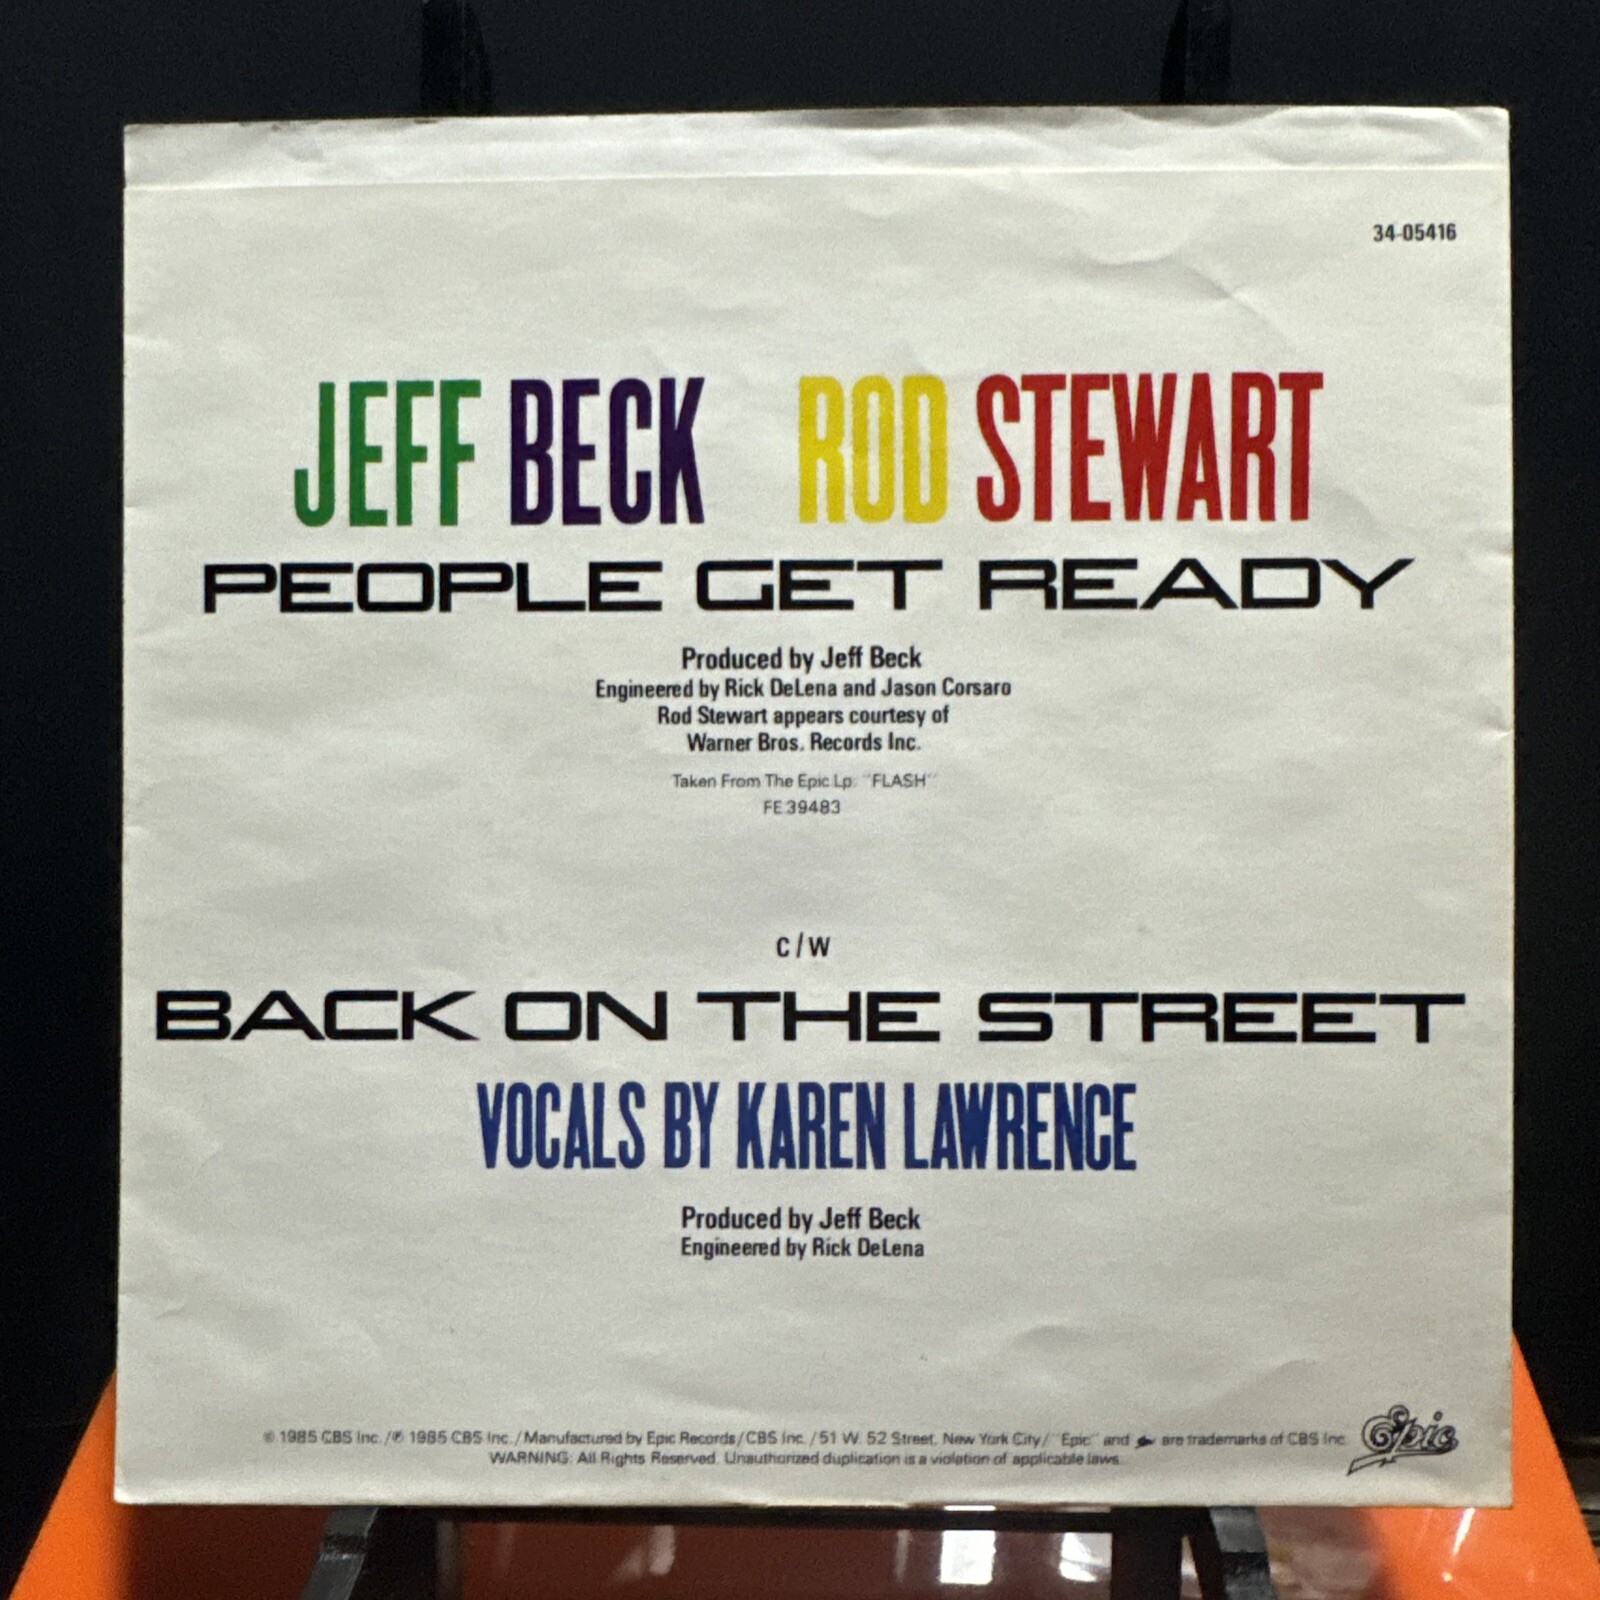 34-05416
JEFF BECK ROD STEWART
PEOPLE GET READY
Produced by Jeff Beck
Engineered by Rick DeLena and Jason Corsaro
Rod Stewart appears courtesy of
Warner Bros. Records Inc.
Taken From The Epic Lp: "FLASH"
FE 39483
C/W
BACK ON THE STREET
VOCALS BY KAREN LAWRENCE
Produced by Jeff Beck
Engineered by Rick DeLena
© 1985 CBS Inc./℗ 1985 CBS Inc./Manufactured by Epic Records/CBS Inc./51 W. 52 Street, New York City/"Epic" and are trademarks of CBS Inc.
WARNING: All Rights Reserved. Unauthorized duplication is a violation of applicable laws.
Epic